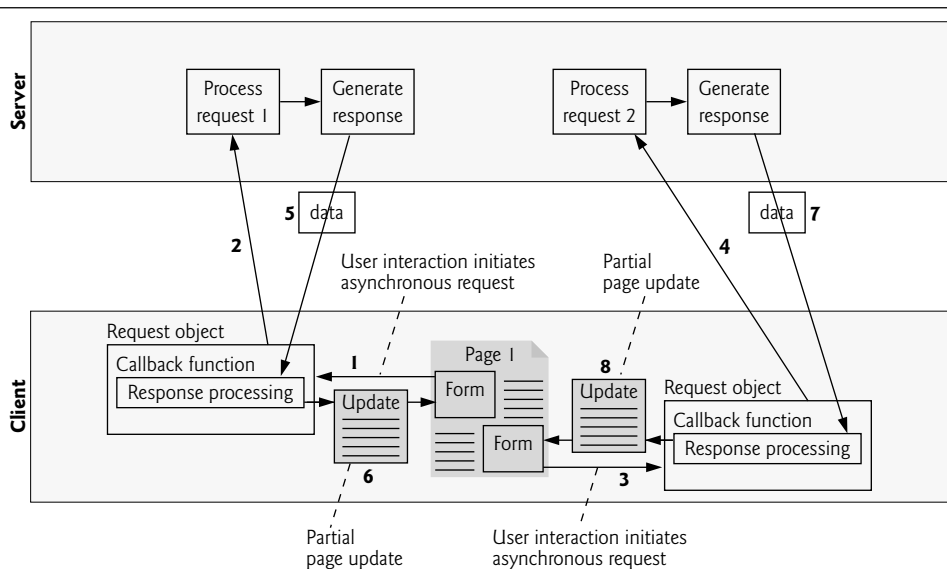 Server
Process
request 1
Generate
response
Process
request 2
Generate
response
5
data
data
7
2
4
User interaction initiates
asynchronous request
Partial
page update
Client
Request object
Callback function
Response processing
1
Page 1
Form
Update
6
Form
8
Update
3
Request object
Callback function
Response processing
Partial
page update
User interaction initiates
asynchronous request